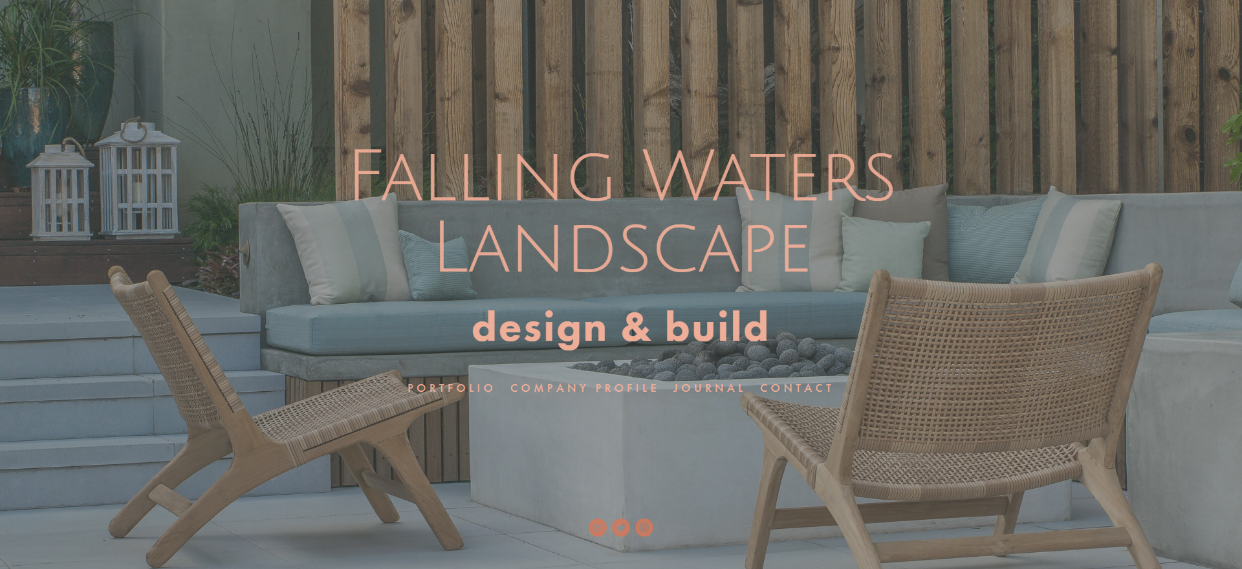 Falling Waters
Landscape
design & build
PORTFOLIO COMPANY PROFILE JOURNAL CONTACT